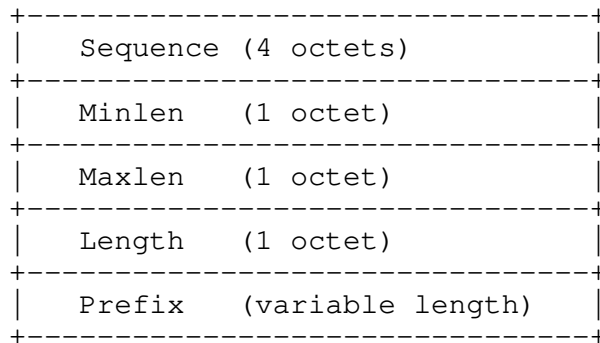 Sequence (4 octets)
Minlen (1 octet)
Maxlen (1 octet)
Length (1 octet)
Prefix (variable length)